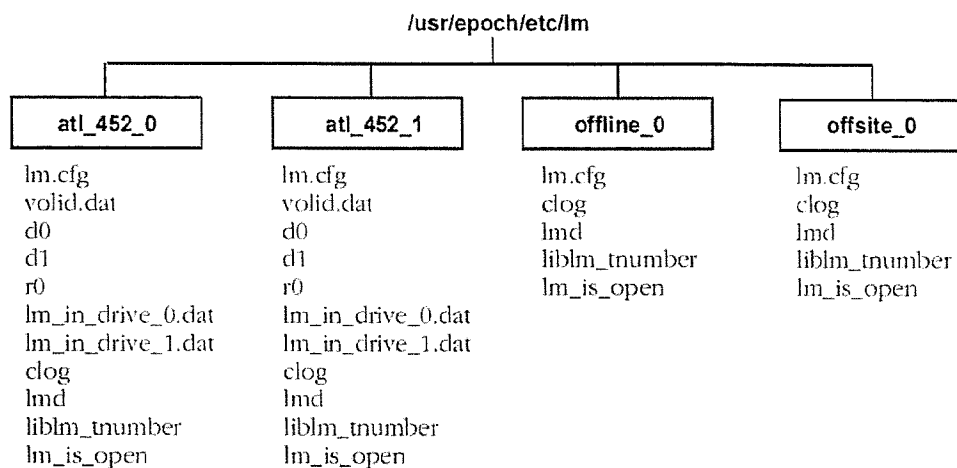 /usr/epoch/etc/lm
atl_452_0
lm.cfg
volid.dat
d0
d1
r0
lm_in_drive_0.dat
lm_in_drive_1.dat
clog
lmd
liblm_tnumber
lm_is_open
atl_452_1
lm.cfg
volid.dat
d0
d1
r0
lm_in_drive_0.dat
lm_in_drive_1.dat
clog
lmd
liblm_tnumber
lm_is_open
offline_0
lm.cfg
clog
lmd
liblm_tnumber
lm_is_open
offsite_0
lm.cfg
clog
lmd
liblm_tnumber
lm_is_open